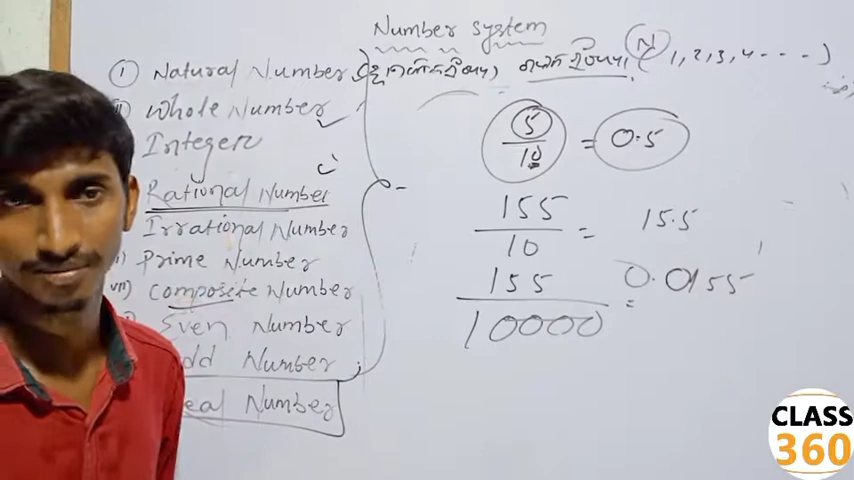 Number system
① Natural Number 1, 2, 3, 4 - - - - )
N
Whole Number
Integer
Rational Number
Irrational Number
Prime Number
vii) composite Number
Even Number
odd Number
Real Number
5/10 = 0.5
155/10 = 15.5
155/10000 = 0.0155
CLASS
360